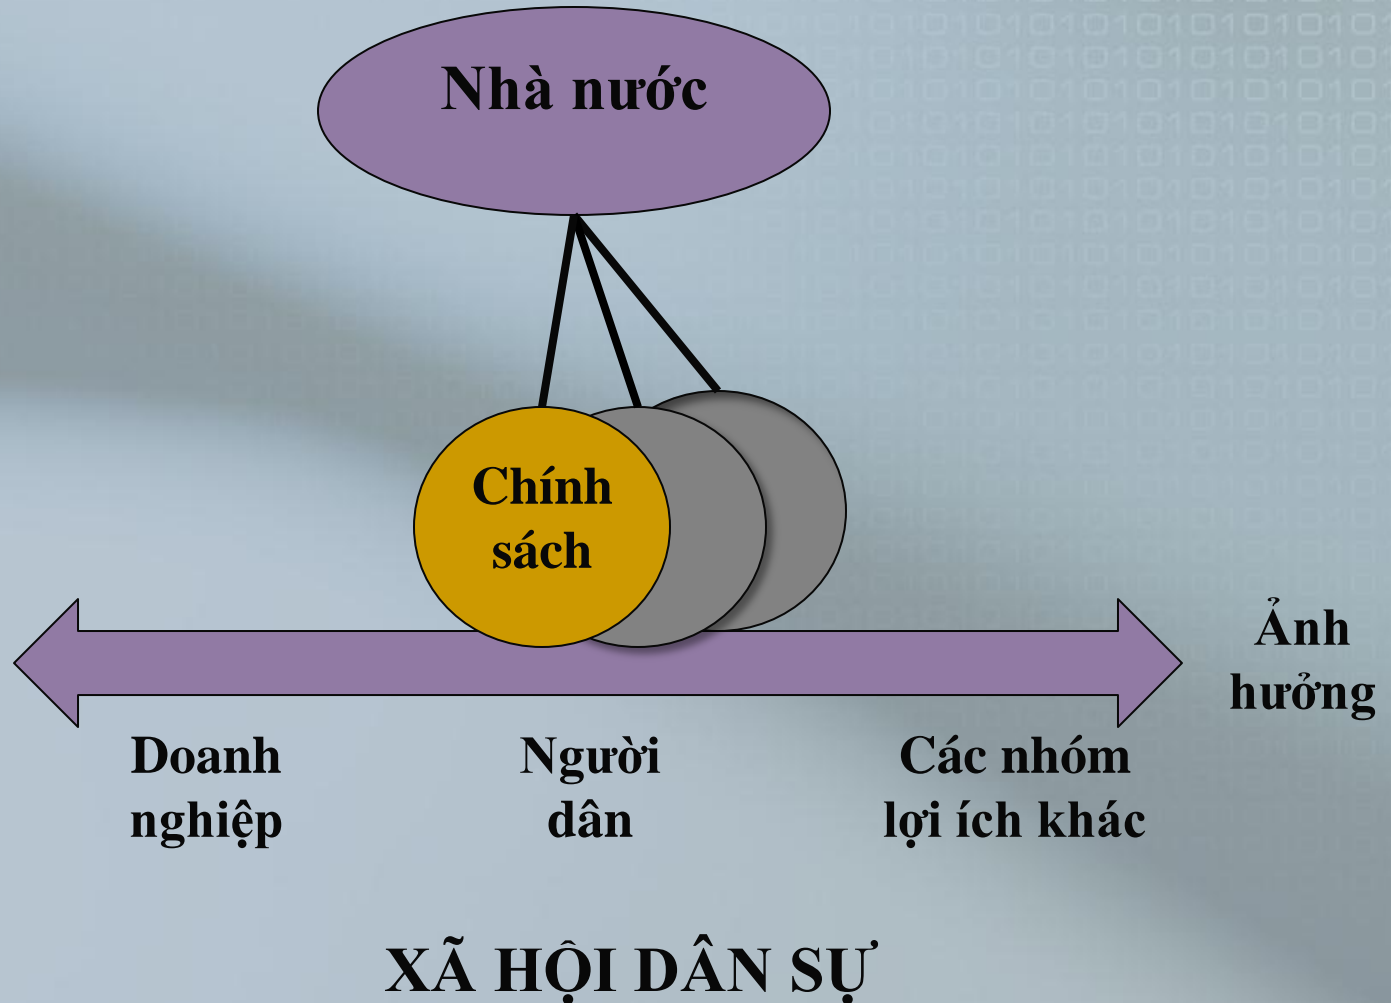 Nhà nước
Chính
sách
Ảnh
hưởng
Doanh
nghiệp
Người
dân
Các nhóm
lợi ích khác
XÃ HỘI DÂN SỰ